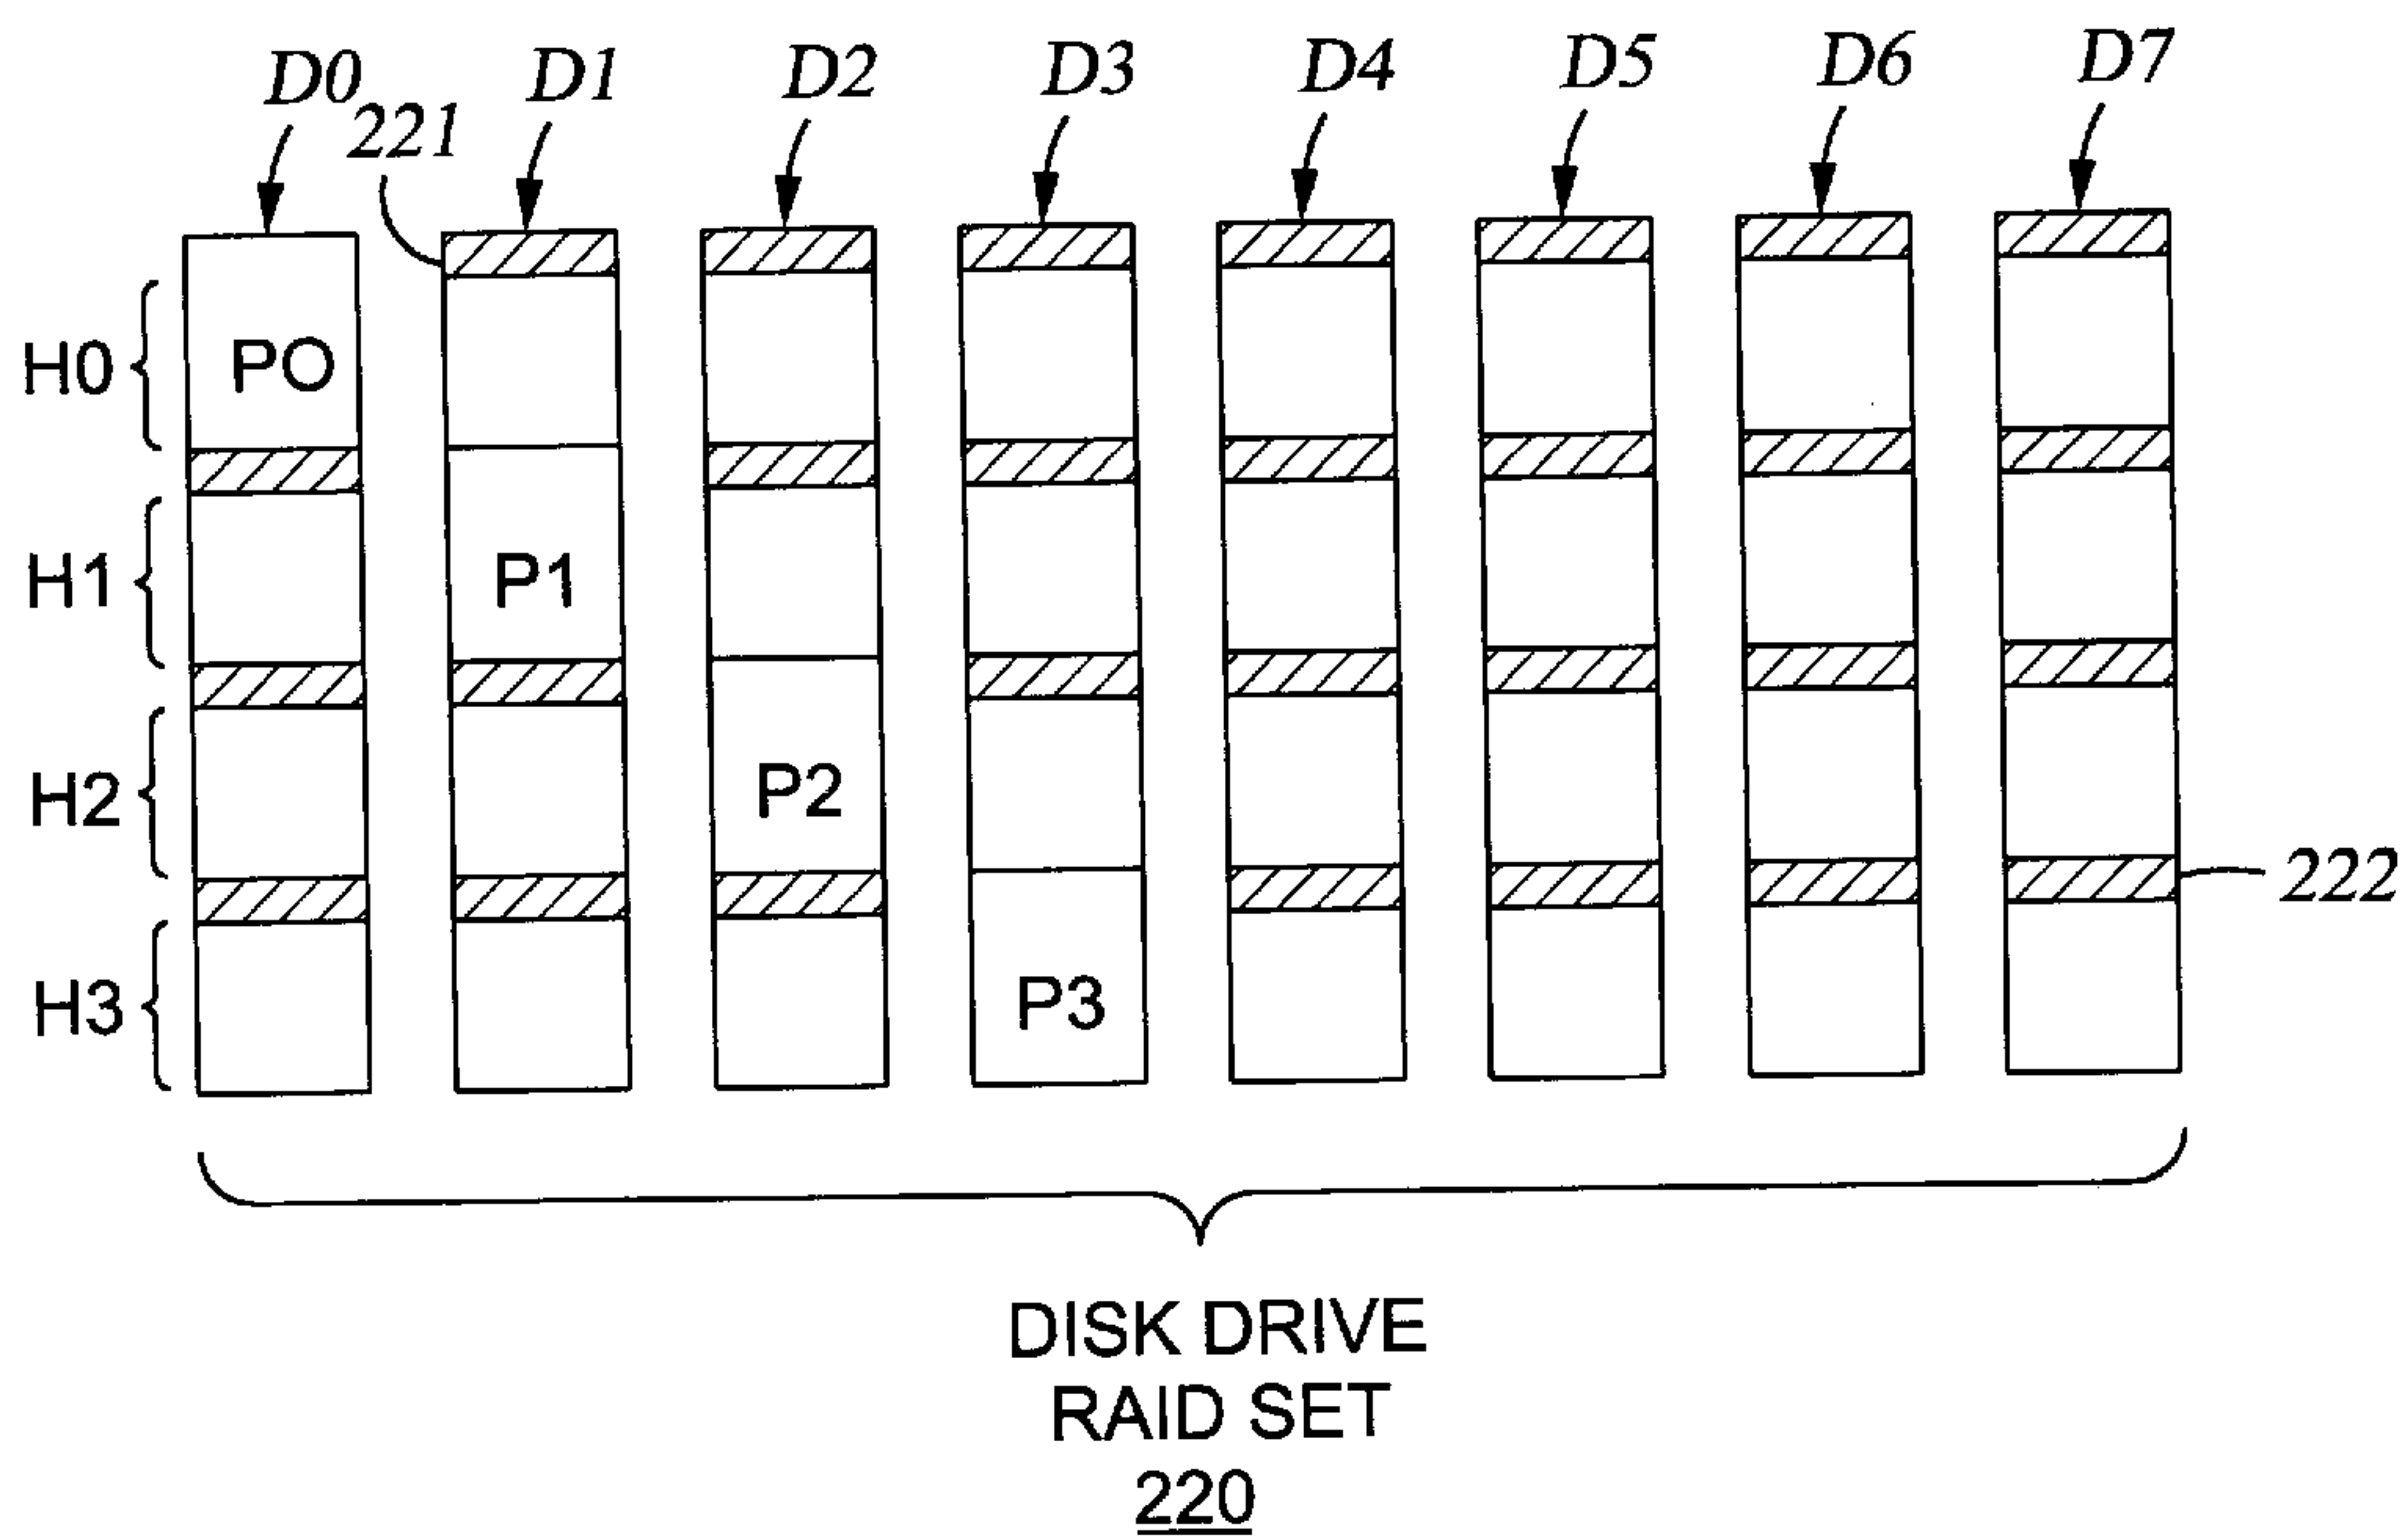 D0 D1 D2 D3 D4 D5 D6 D7
221
H0 PO
H1 P1
H2 P2
222
H3 P3
DISK DRIVE
RAID SET
220